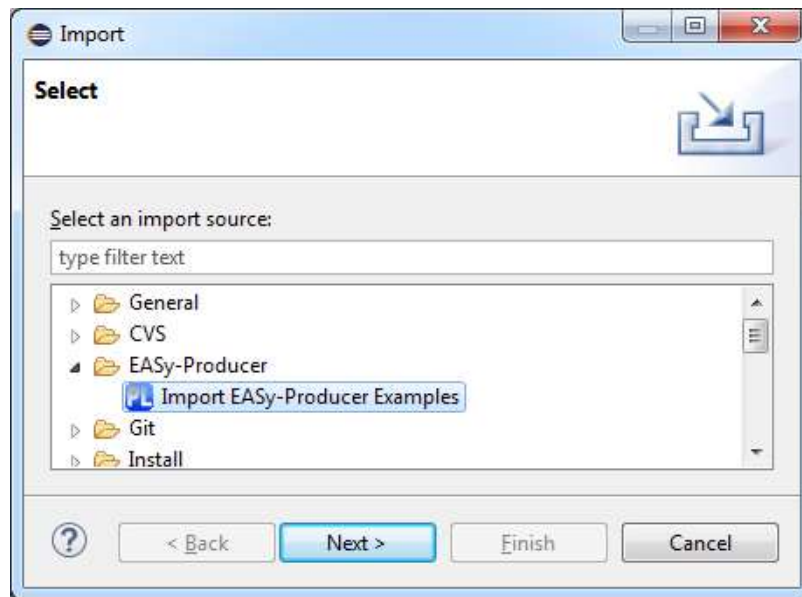 Import
Select
Select an import source:
type filter text
General
CVS
EASy-Producer
PL Import EASy-Producer Examples
Git
Install
? < Back Next > Finish Cancel